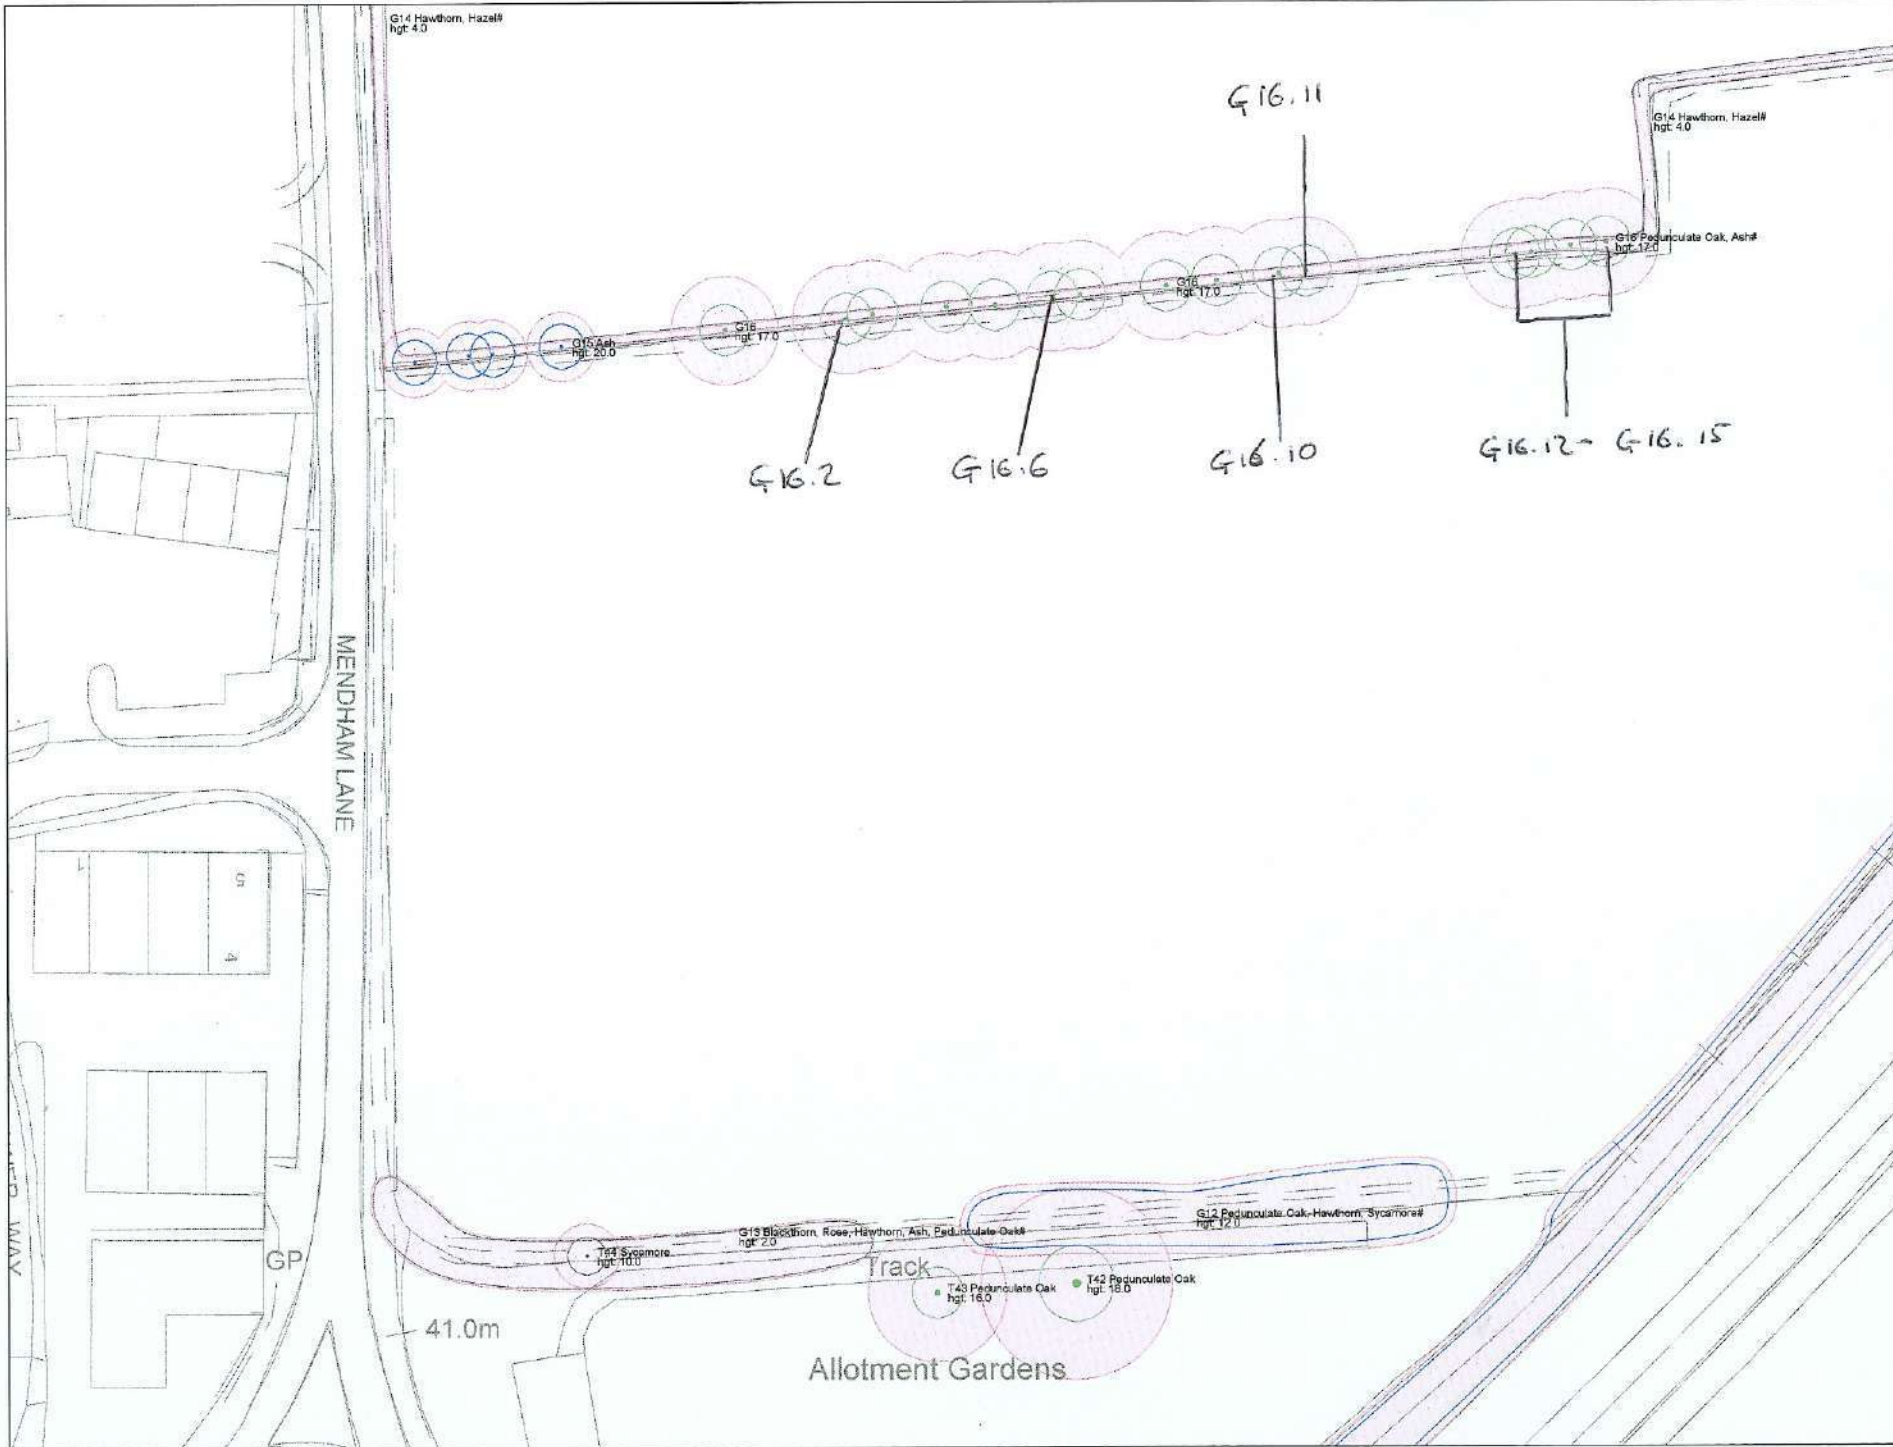 G14 Hawthorn, Hazel#
hgt: 4.0
G16.11
G14 Hawthorn, Hazel#
hgt: 4.0
G16 Pedunculate Oak, Ash#
hgt: 17.0
G16
hgt: 17.0
G16
hgt: 17.0
G15 Ash
hgt: 20.0
G16.2
G16.6
G16.10
G16.12 - G16.15
MENDHAM LANE
1
5
4
WAY
G13 Blackthorn, Rose, Hawthorn, Ash, Pedunculate Oak#
hgt: 2.0
G12 Pedunculate Oak, Hawthorn, Sycamore#
hgt: 12.0
T44 Sycamore
hgt: 10.0
GP
Track
T43 Pedunculate Oak
hgt: 16.0
T42 Pedunculate Oak
hgt: 18.0
41.0m
Allotment Gardens